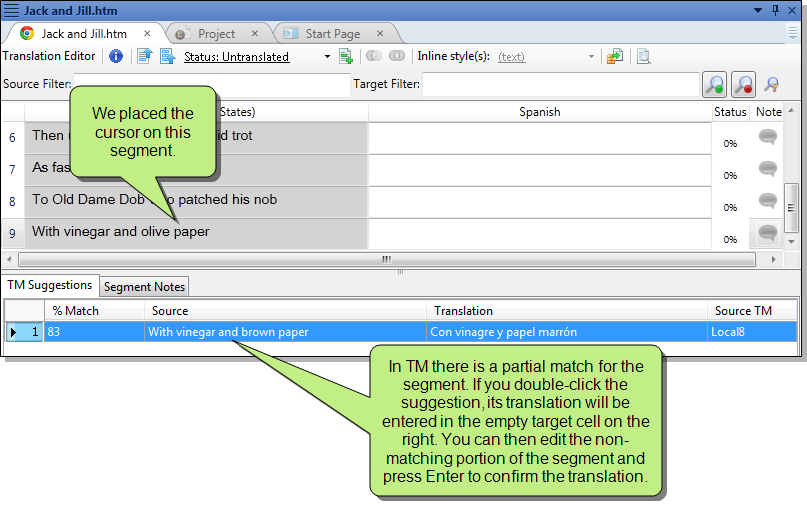 Jack and Jill.htm
Jack and Jill.htm Project Start Page
Translation Editor Status: Untranslated Inline style(s): (text)
Source Filter: Target Filter:
We placed the
cursor on this
segment.
States) Spanish Status Note
6 Then id trot 0%
7 As fas 0%
8 To Old Dame Dob o patched his nob 0%
9 With vinegar and olive paper 0%
TM Suggestions Segment Notes
% Match Source Translation Source TM
1 83 With vinegar and brown paper Con vinagre y papel marrón Local8
In TM there is a partial match for the
segment. If you double-click the
suggestion, its translation will be
entered in the empty target cell on the
right. You can then edit the non-
matching portion of the segment and
press Enter to confirm the translation.